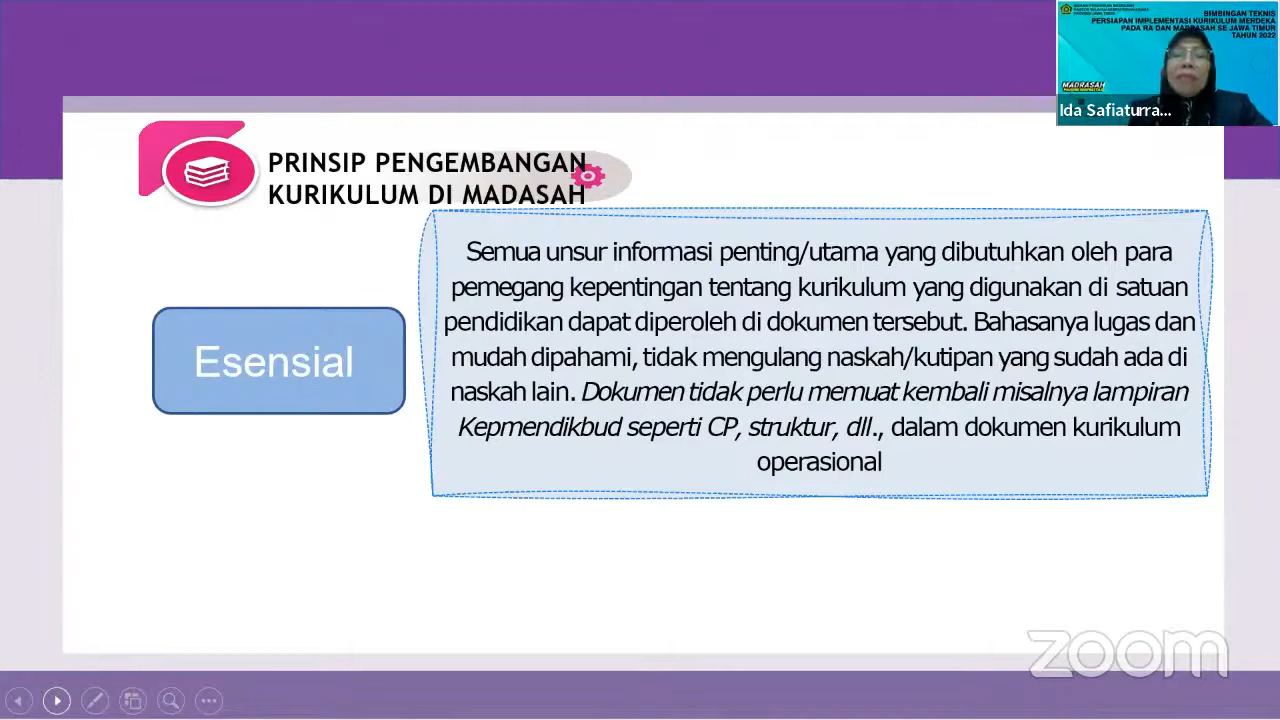 BIMBINGAN TEKNIS
PERSIAPAN IMPLEMENTASI KURIKULUM MERDEKA
PADA RA DAN MADRASAH SE JAWA TIMUR
TAHUN 2022
MADRASAH
Ida Safiaturra...
PRINSIP PENGEMBANGAN
KURIKULUM DI MADASAH
Esensial
Semua unsur informasi penting/utama yang dibutuhkan oleh para
pemegang kepentingan tentang kurikulum yang digunakan di satuan
pendidikan dapat diperoleh di dokumen tersebut. Bahasanya lugas dan
mudah dipahami, tidak mengulang naskah/kutipan yang sudah ada di
naskah lain. Dokumen tidak perlu memuat kembali misalnya lampiran
Kepmendikbud seperti CP, struktur, dll., dalam dokumen kurikulum
operasional
zoom